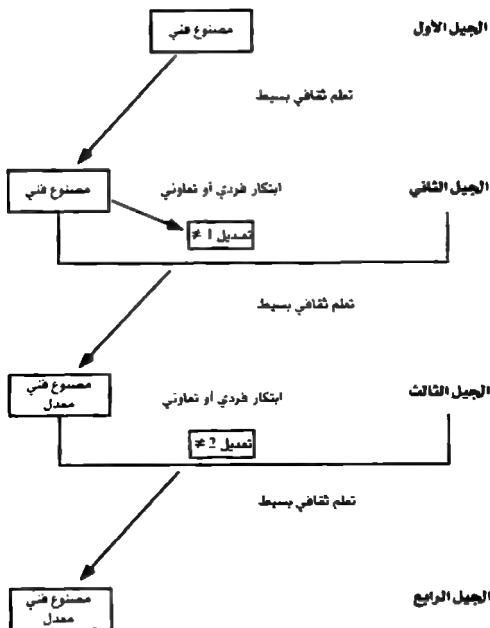 الجيل الأول
مصنوع فني
تعلم ثقافي بسيط
الجيل الثاني
ابتكار فردي أو تعاوني
مصنوع فني
تعديل 1 ≠
تعلم ثقافي بسيط
الجيل الثالث
ابتكار فردي أو تعاوني
مصنوع فني
معدل
تعديل 2 ≠
تعلم ثقافي بسيط
الجيل الرابع
مصنوع فني
معدل